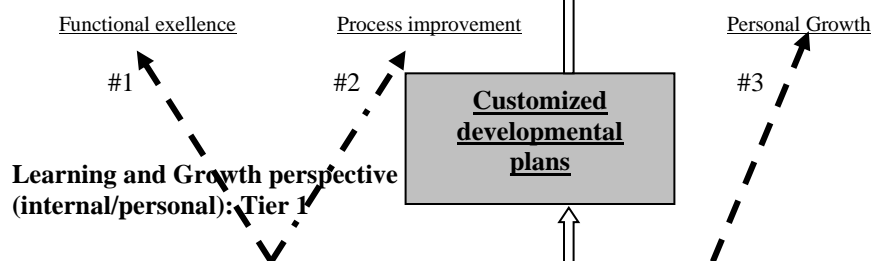 Functional exellence
Process improvement
Personal Growth
#1
#2
#3
Customized
developmental
plans
Learning and Growth perspective
(internal/personal): Tier 1